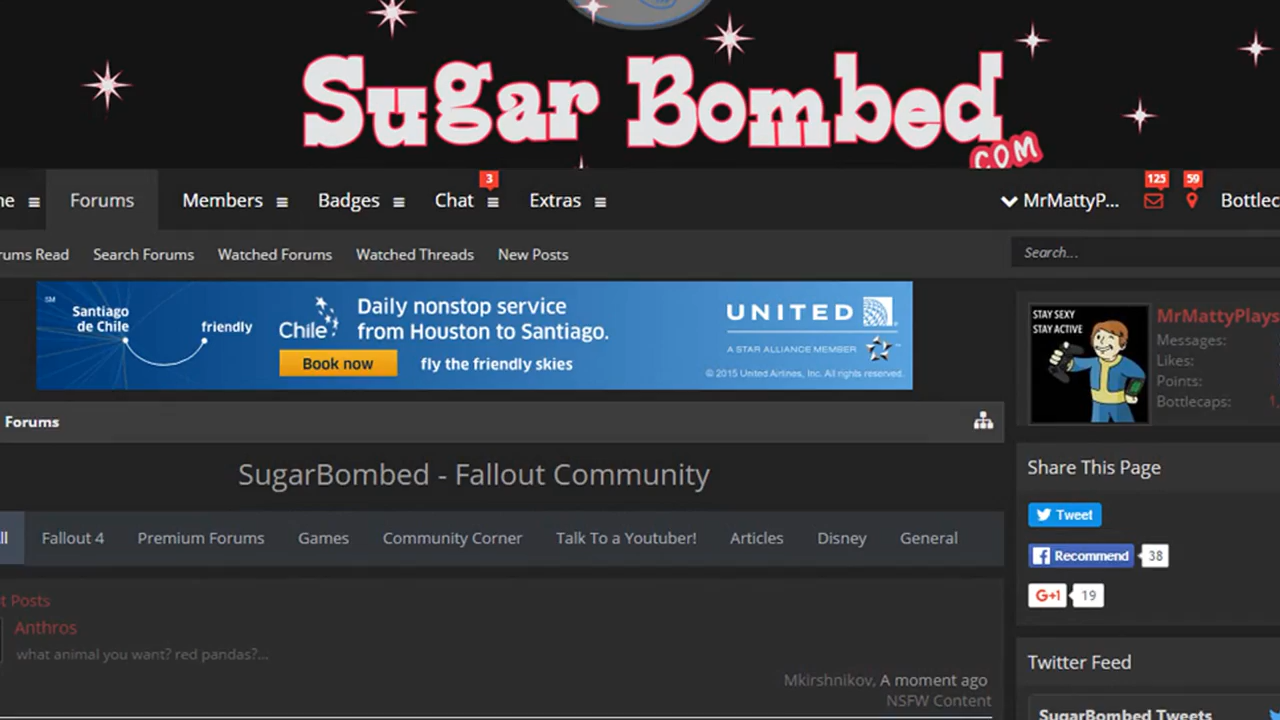 Sugar Bombed
.COM
Forums
Members
Badges
Chat
3
Extras
MrMattyP...
125
59
Search Forums
Watched Forums
Watched Threads
New Posts
Search...
SM
Santiago
de Chile
friendly
Chile
Daily nonstop service
from Houston to Santiago.
Book now
fly the friendly skies
UNITED
A STAR ALLIANCE MEMBER
© 2015 United Airlines, Inc. All rights reserved.
STAY SEXY
STAY ACTIVE
MrMattyPlays
Messages:
Likes:
Points:
Bottlecaps:
Forums
SugarBombed - Fallout Community
Share This Page
Tweet
Fallout 4
Premium Forums
Games
Community Corner
Talk To a Youtuber!
Articles
Disney
General
Recommend
38
G+1
19
Posts
Anthros
what animal you want? red pandas?...
Mkirshnikov, A moment ago
NSFW Content
Twitter Feed
SugarBombed Tweets